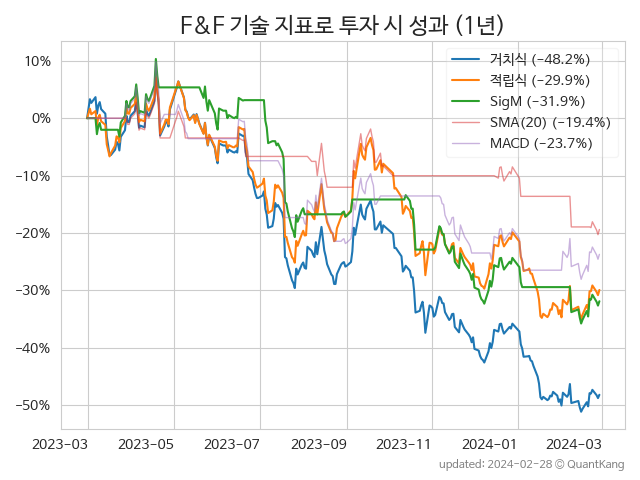 F&F 기술 지표로 투자 시 성과 (1년)
거치식 (−48.2%)
적립식 (−29.9%)
SigM (−31.9%)
SMA(20) (−19.4%)
MACD (−23.7%)
10%
0%
−10%
−20%
−30%
−40%
−50%
2023-03 2023-05 2023-07 2023-09 2023-11 2024-01 2024-03
updated: 2024-02-28 © QuantKang